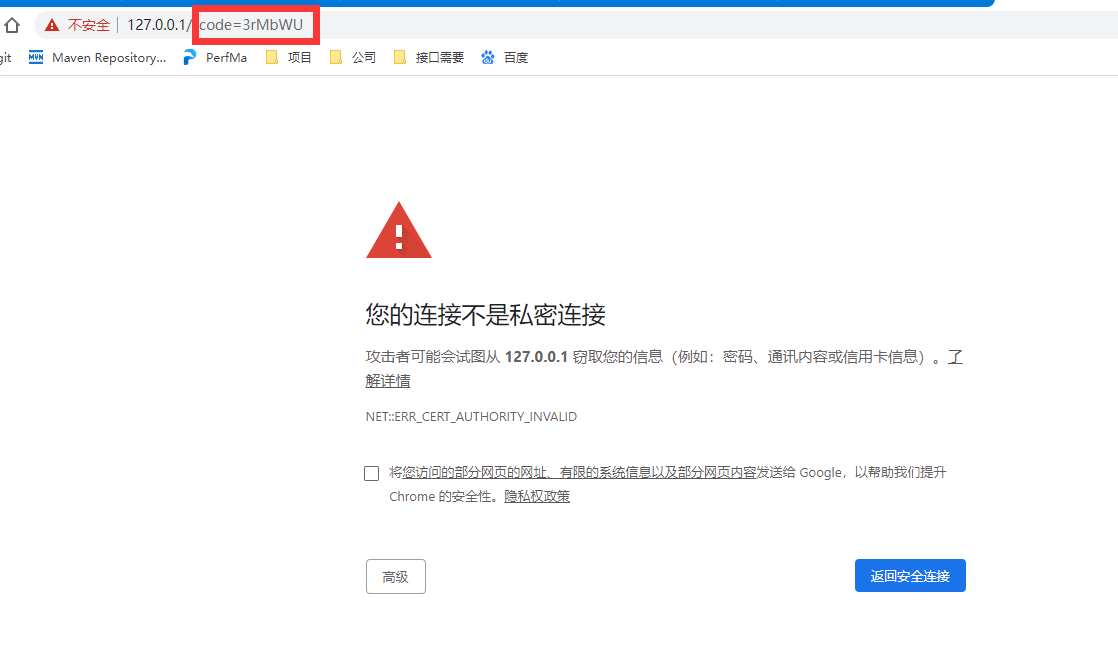 不安全 127.0.0.1/ code=3rMbWU
git Maven Repository... PerfMa 项目 公司 接口需要 百度
您的连接不是私密连接
攻击者可能会试图从 127.0.0.1 窃取您的信息（例如：密码、通讯内容或信用卡信息）。了
解详情
NET::ERR_CERT_AUTHORITY_INVALID
将您访问的部分网页的网址、有限的系统信息以及部分网页内容发送给 Google，以帮助我们提升
Chrome 的安全性。隐私权政策
高级 返回安全连接